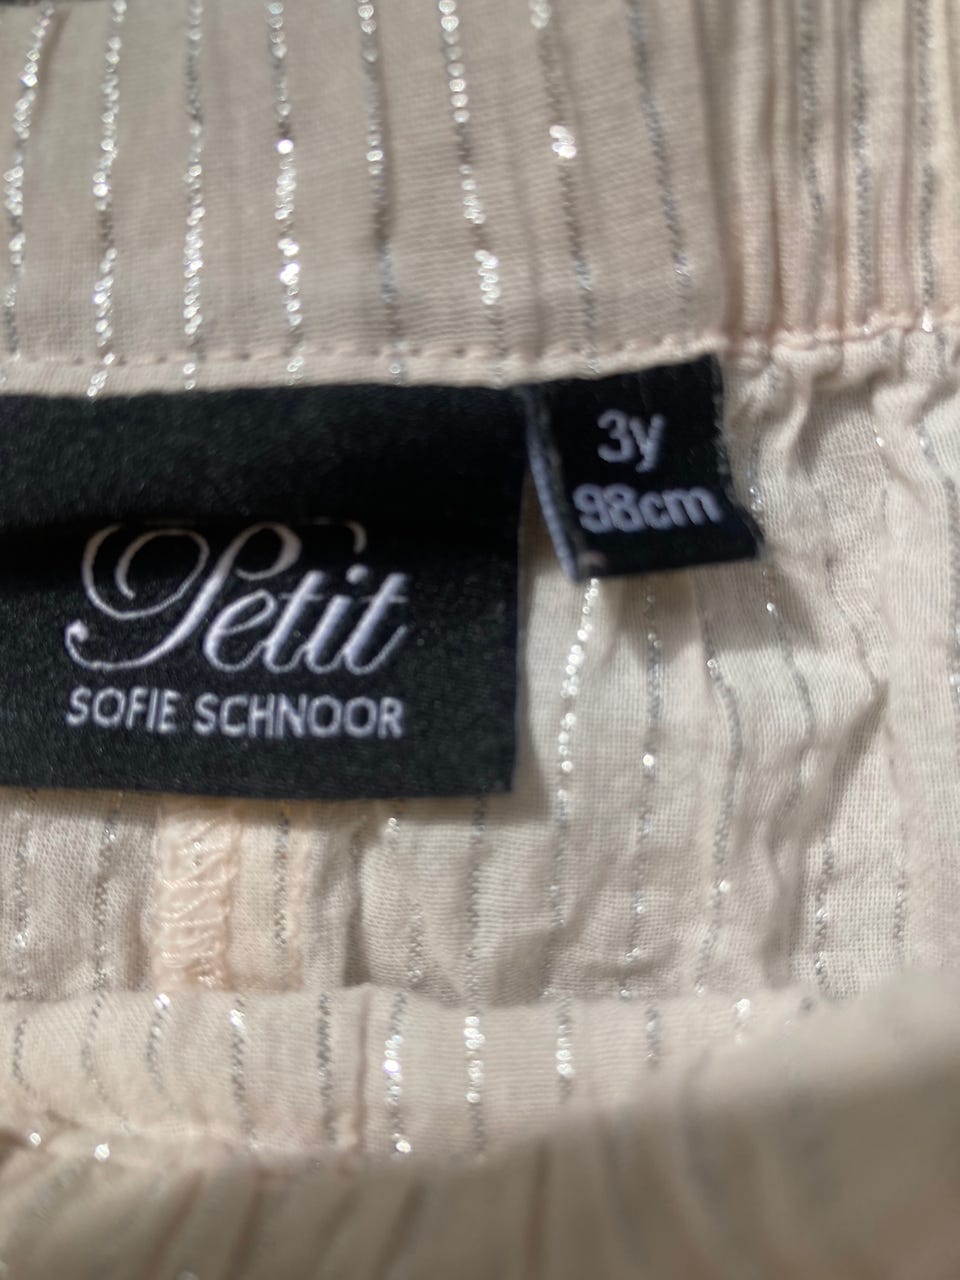 Petit
SOFIE SCHNOOR
3y
98cm